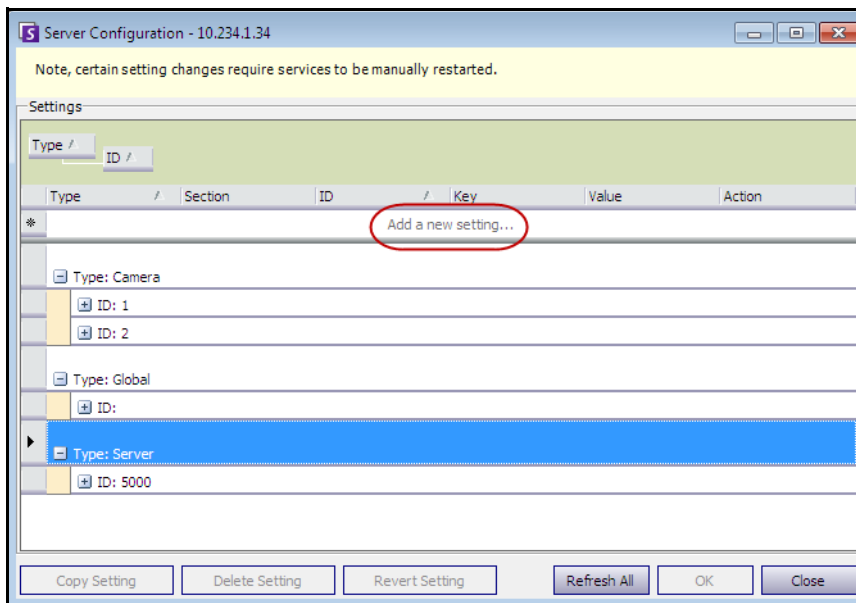 Server Configuration - 10.234.1.34
Note, certain setting changes require services to be manually restarted.
Settings
Type
ID
Type Section ID Key Value Action
Add a new setting...
Type: Camera
ID: 1
ID: 2
Type: Global
ID:
Type: Server
ID: 5000
Copy Setting Delete Setting Revert Setting Refresh All OK Close